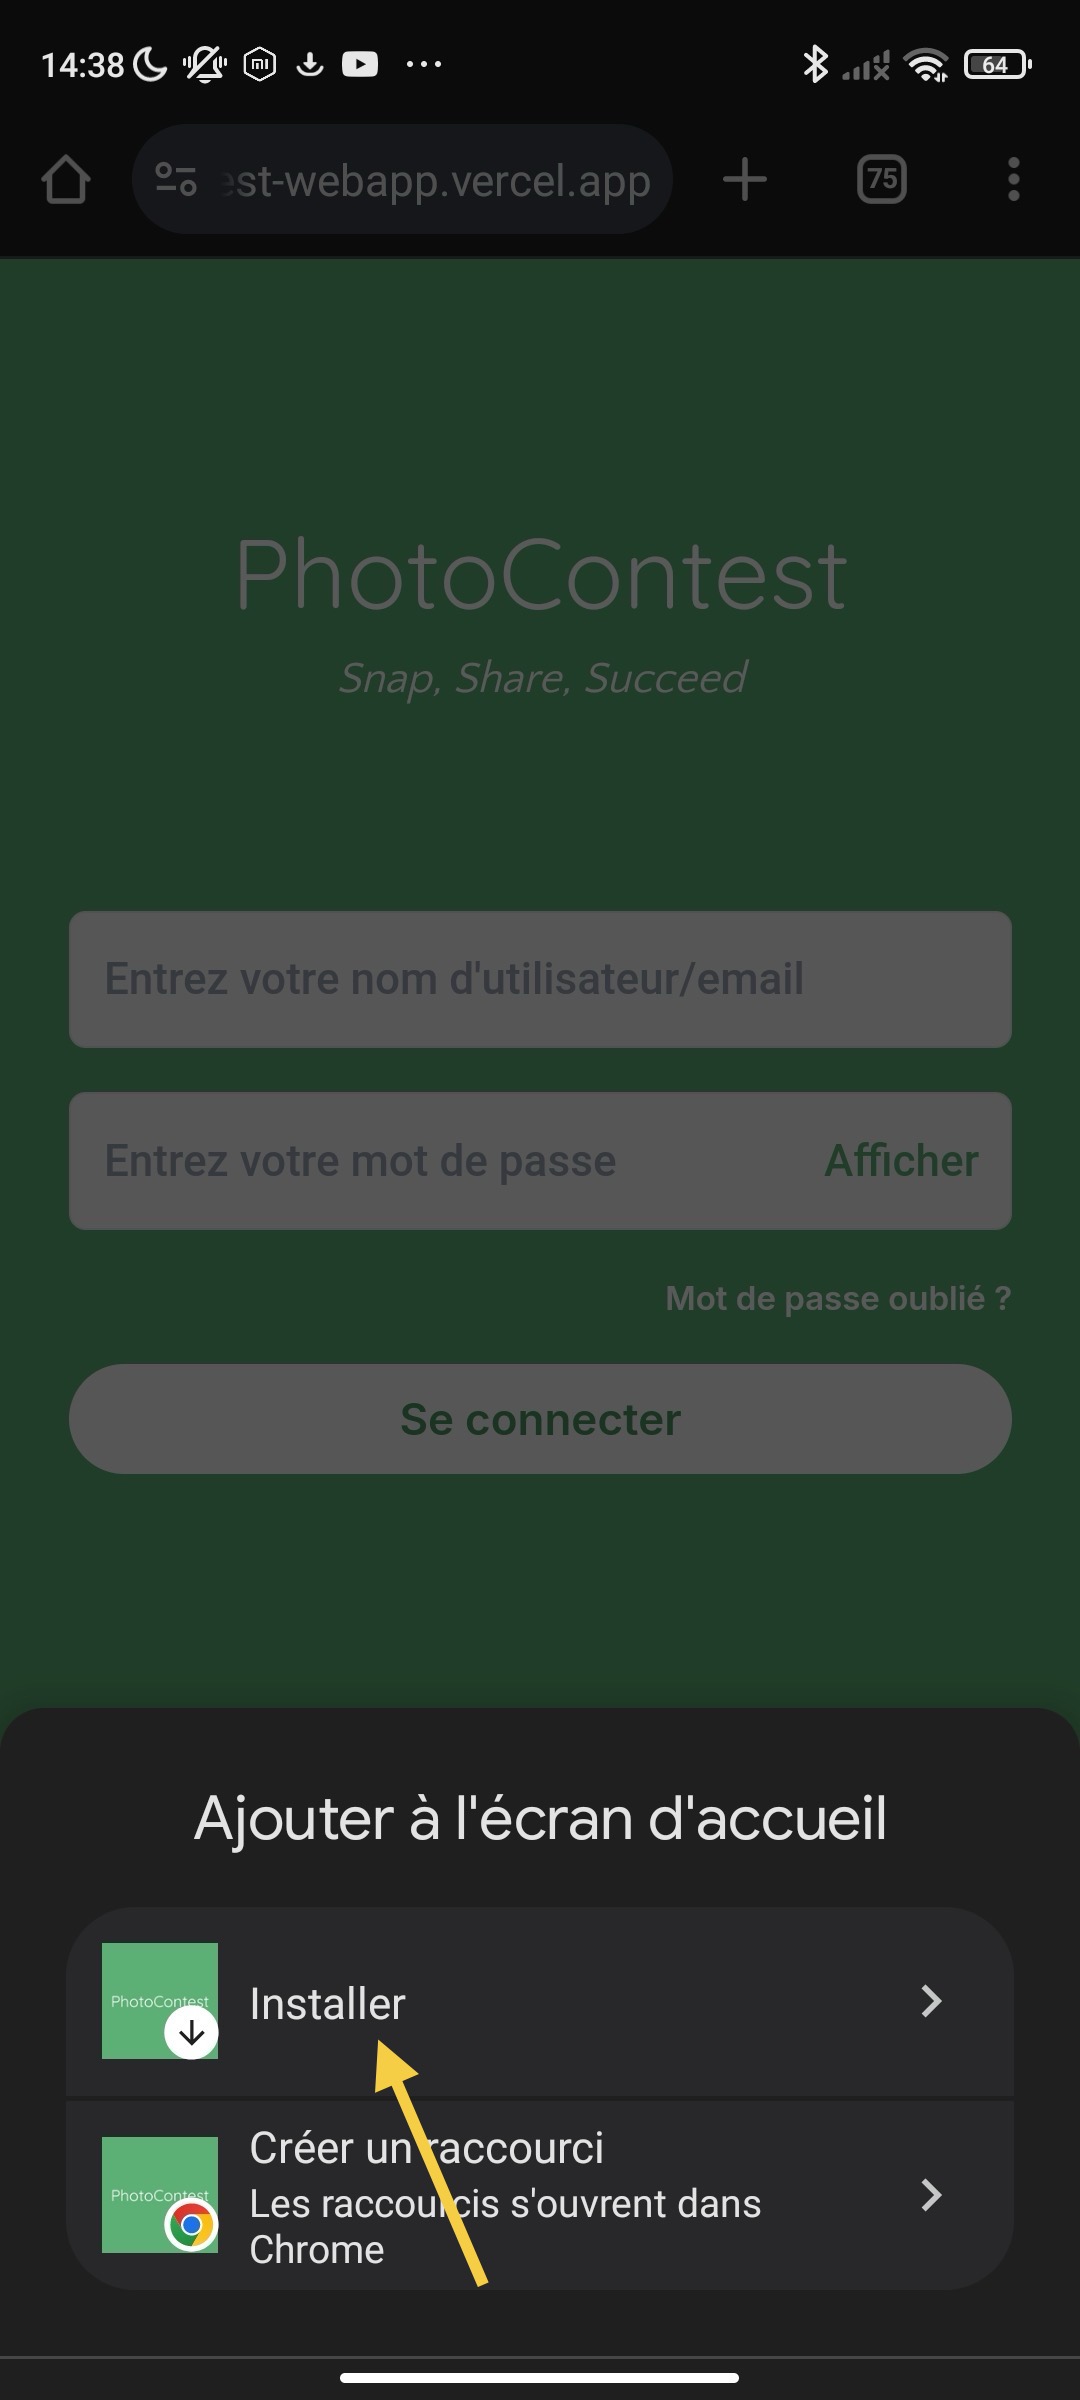 14:38
64
est-webapp.vercel.app
75
PhotoContest
Snap, Share, Succeed
Entrez votre nom d'utilisateur/email
Entrez votre mot de passe
Afficher
Mot de passe oublié ?
Se connecter
Ajouter à l'écran d'accueil
PhotoContest
Installer
PhotoContest
Créer un raccourci
Les raccourcis s'ouvrent dans
Chrome